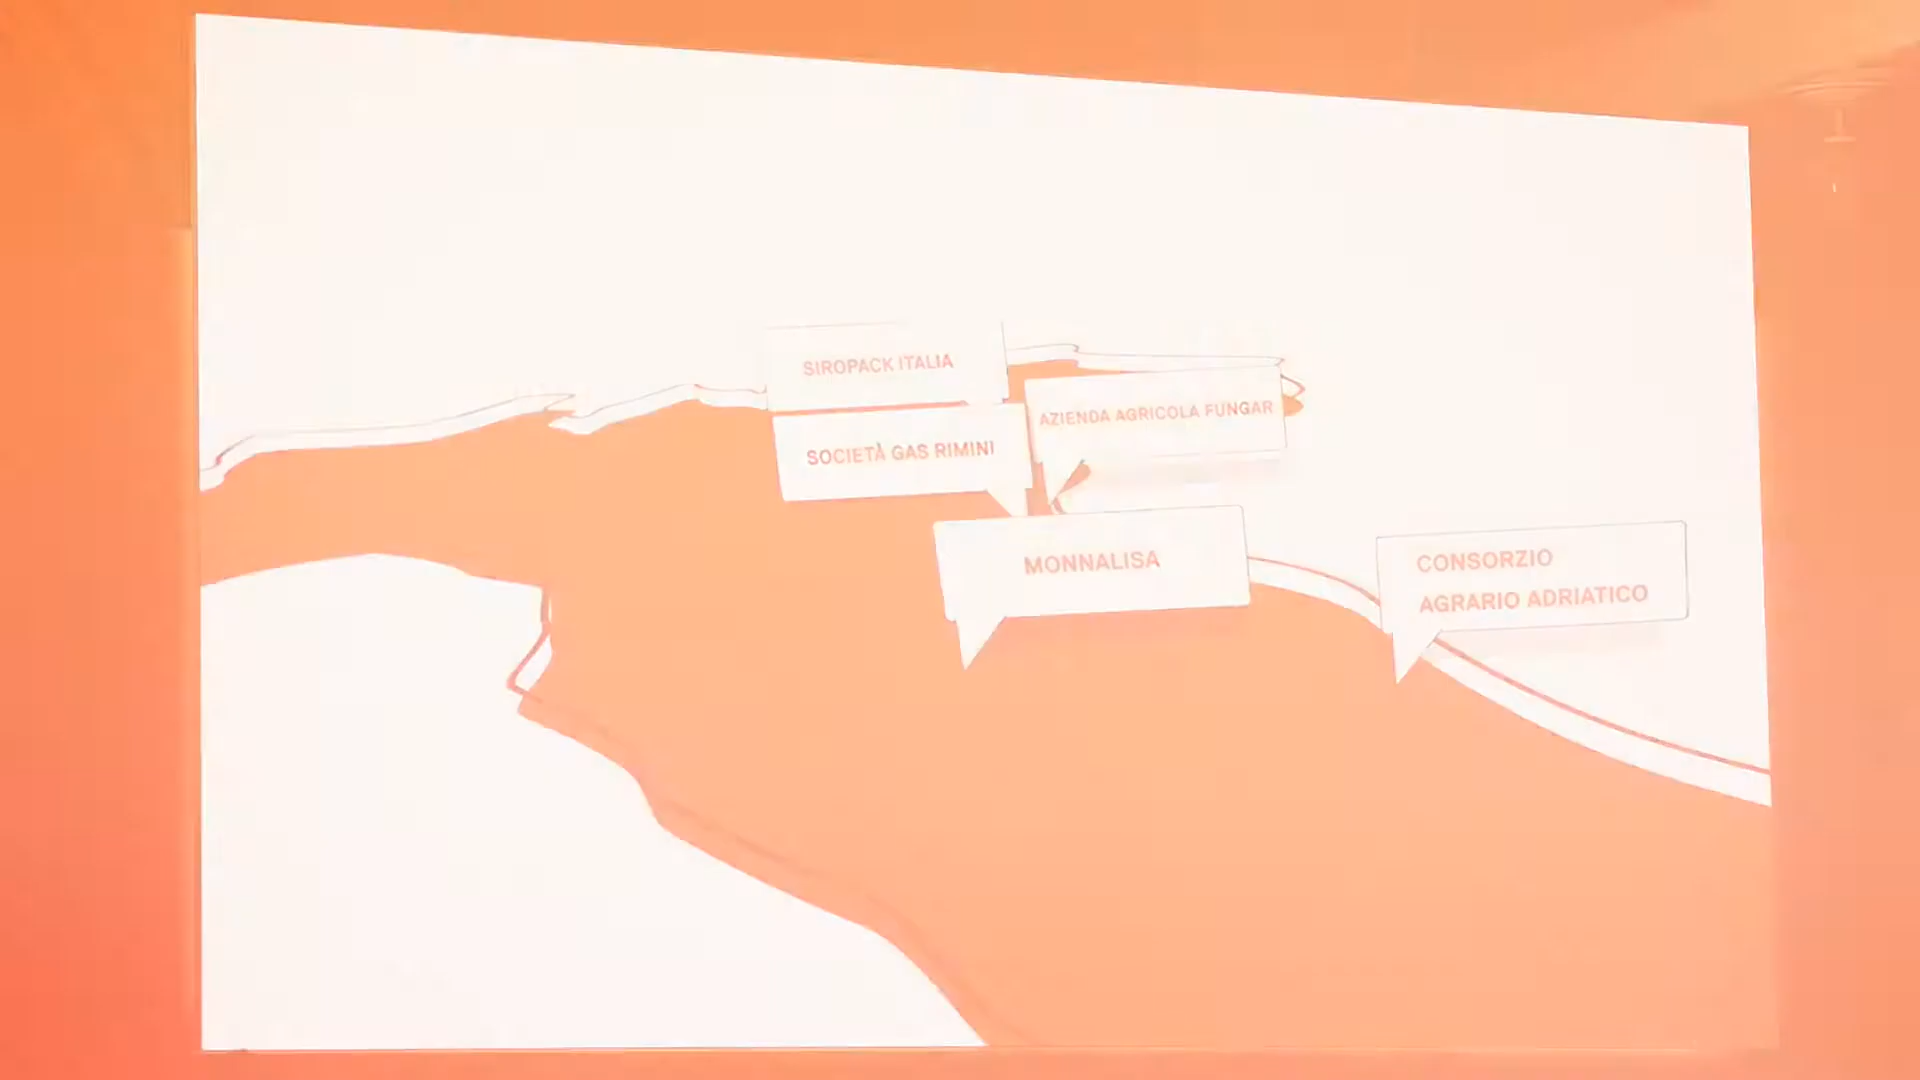 SIROPACK ITALIA
AZIENDA AGRICOLA FUNGAR
SOCIETÀ GAS RIMINI
MONNALISA
CONSORZIO
AGRARIO ADRIATICO